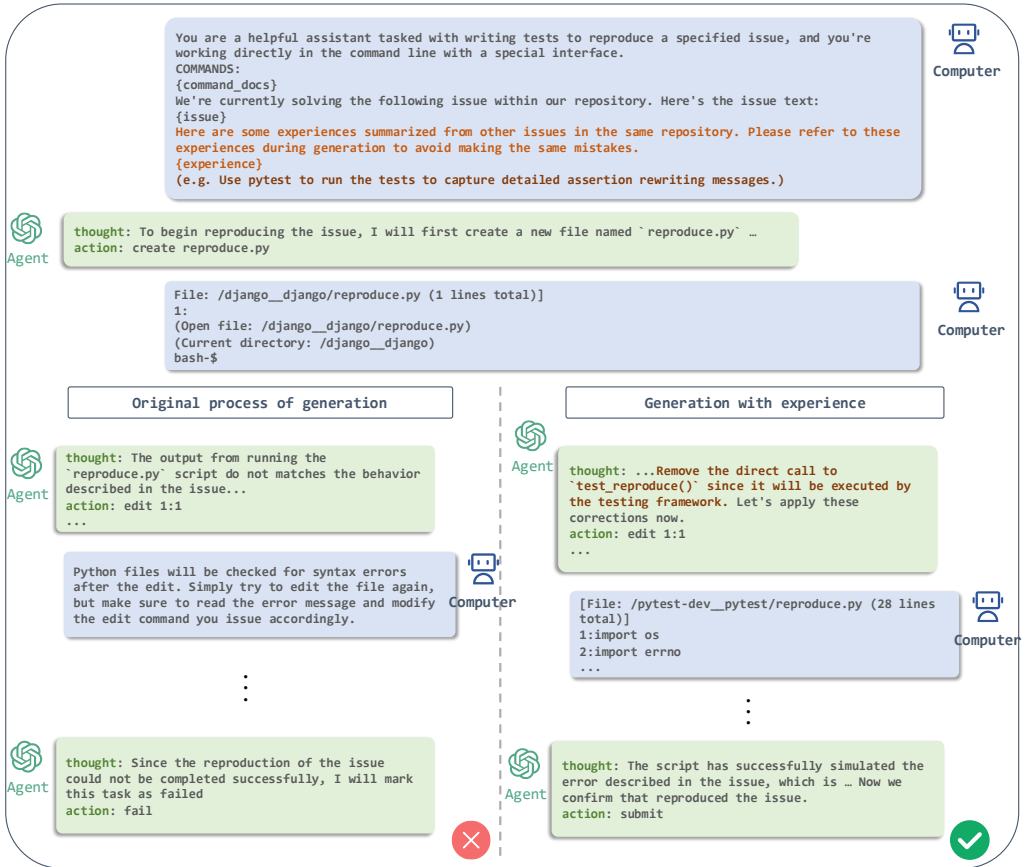 You are a helpful assistant tasked with writing tests to reproduce a specified issue, and you're
working directly in the command line with a special interface.
COMMANDS:
{command_docs}
We're currently solving the following issue within our repository. Here's the issue text:
{issue}
Here are some experiences summarized from other issues in the same repository. Please refer to these
experiences during generation to avoid making the same mistakes.
{experience}
(e.g. Use pytest to run the tests to capture detailed assertion rewriting messages.)
Computer
thought: To begin reproducing the issue, I will first create a new file named `reproduce.py` …
action: create reproduce.py
Agent
File: /django__django/reproduce.py (1 lines total)]
1:
(Open file: /django__django/reproduce.py)
(Current directory: /django__django)
bash-$
Computer
Original process of generation
thought: The output from running the
`reproduce.py` script do not matches the behavior
described in the issue...
action: edit 1:1
...
Agent
Python files will be checked for syntax errors
after the edit. Simply try to edit the file again,
but make sure to read the error message and modify
the edit command you issue accordingly.
Computer
thought: Since the reproduction of the issue
could not be completed successfully, I will mark
this task as failed
action: fail
Agent
Generation with experience
Agent
thought: ...Remove the direct call to
`test_reproduce()` since it will be executed by
the testing framework. Let's apply these
corrections now.
action: edit 1:1
...
[File: /pytest-dev__pytest/reproduce.py (28 lines
total)]
1:import os
2:import errno
...
Computer
thought: The script has successfully simulated the
error described in the issue, which is … Now we
confirm that reproduced the issue.
action: submit
Agent